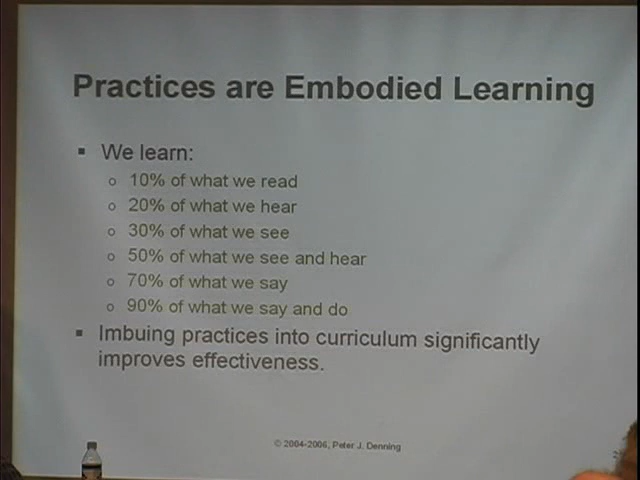 Practices are Embodied Learning
▪ We learn:
o 10% of what we read
o 20% of what we hear
o 30% of what we see
o 50% of what we see and hear
o 70% of what we say
o 90% of what we say and do
▪ Imbuing practices into curriculum significantly
improves effectiveness.
© 2004-2006, Peter J. Denning